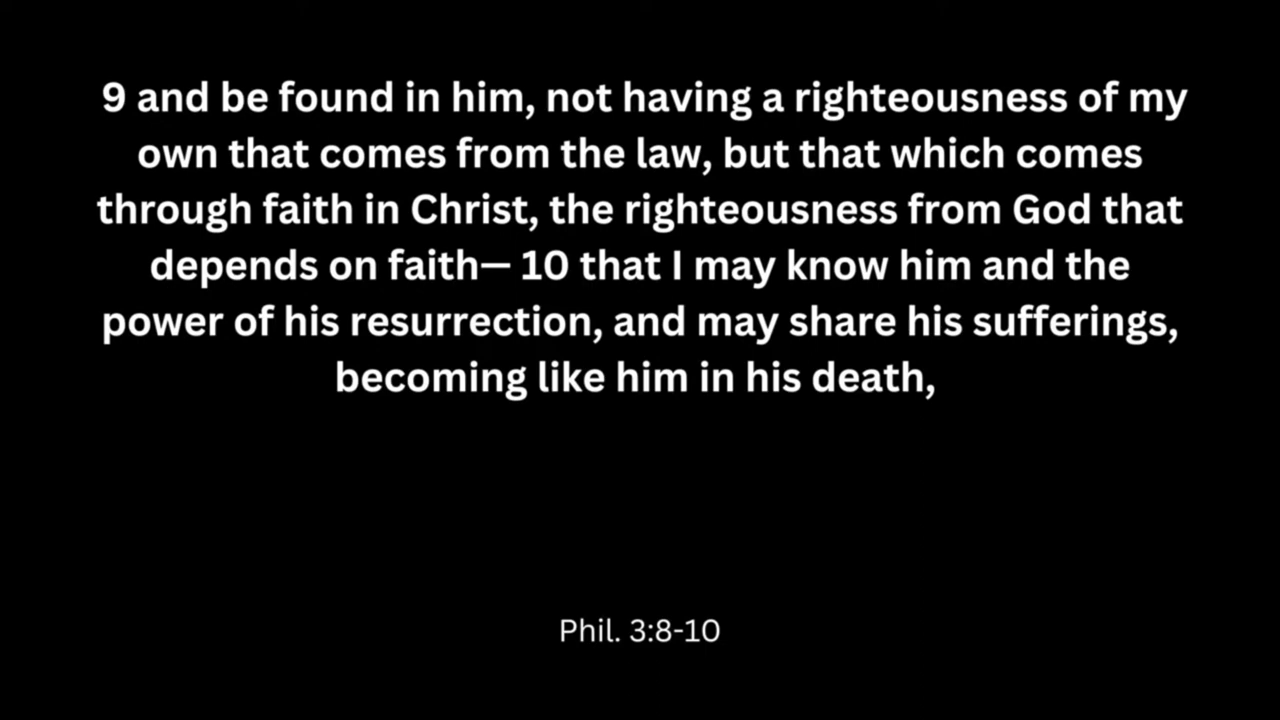 9 and be found in him, not having a righteousness of my
own that comes from the law, but that which comes
through faith in Christ, the righteousness from God that
depends on faith— 10 that I may know him and the
power of his resurrection, and may share his sufferings,
becoming like him in his death,
Phil. 3:8-10